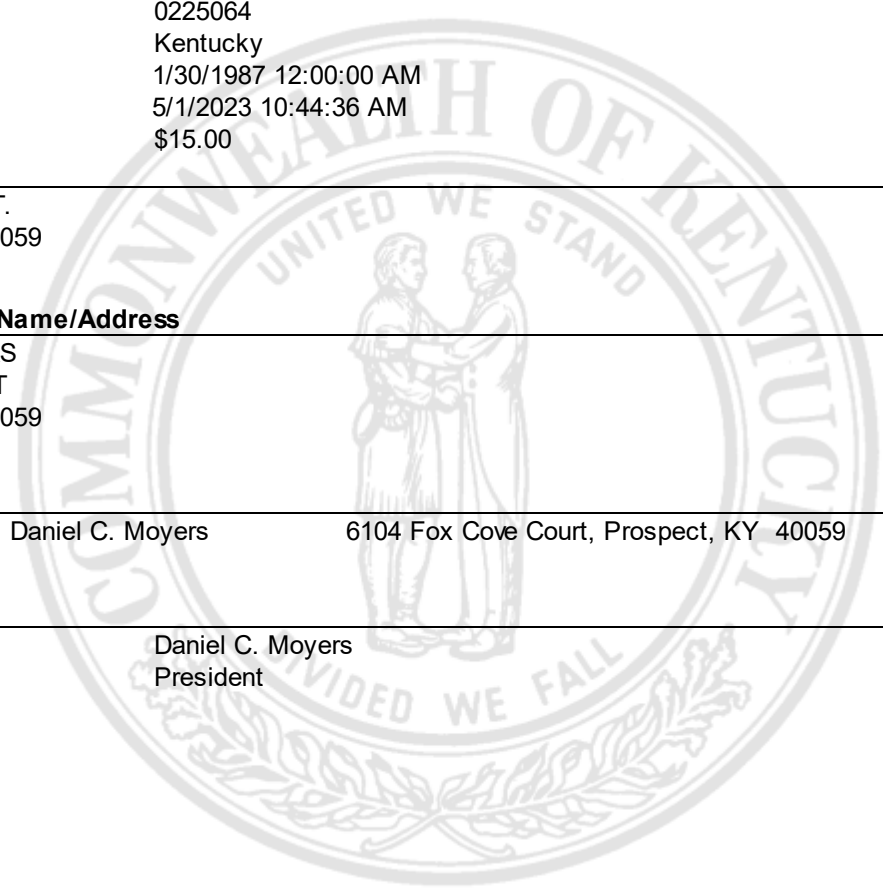 0225064
Kentucky
1/30/1987 12:00:00 AM
5/1/2023 10:44:36 AM
$15.00
T.
059
Name/Address
S
T
059
Daniel C. Moyers 6104 Fox Cove Court, Prospect, KY 40059
Daniel C. Moyers
President
COMMONWEALTH OF KENTUCKY
UNITED WE STAND
DIVIDED WE FALL